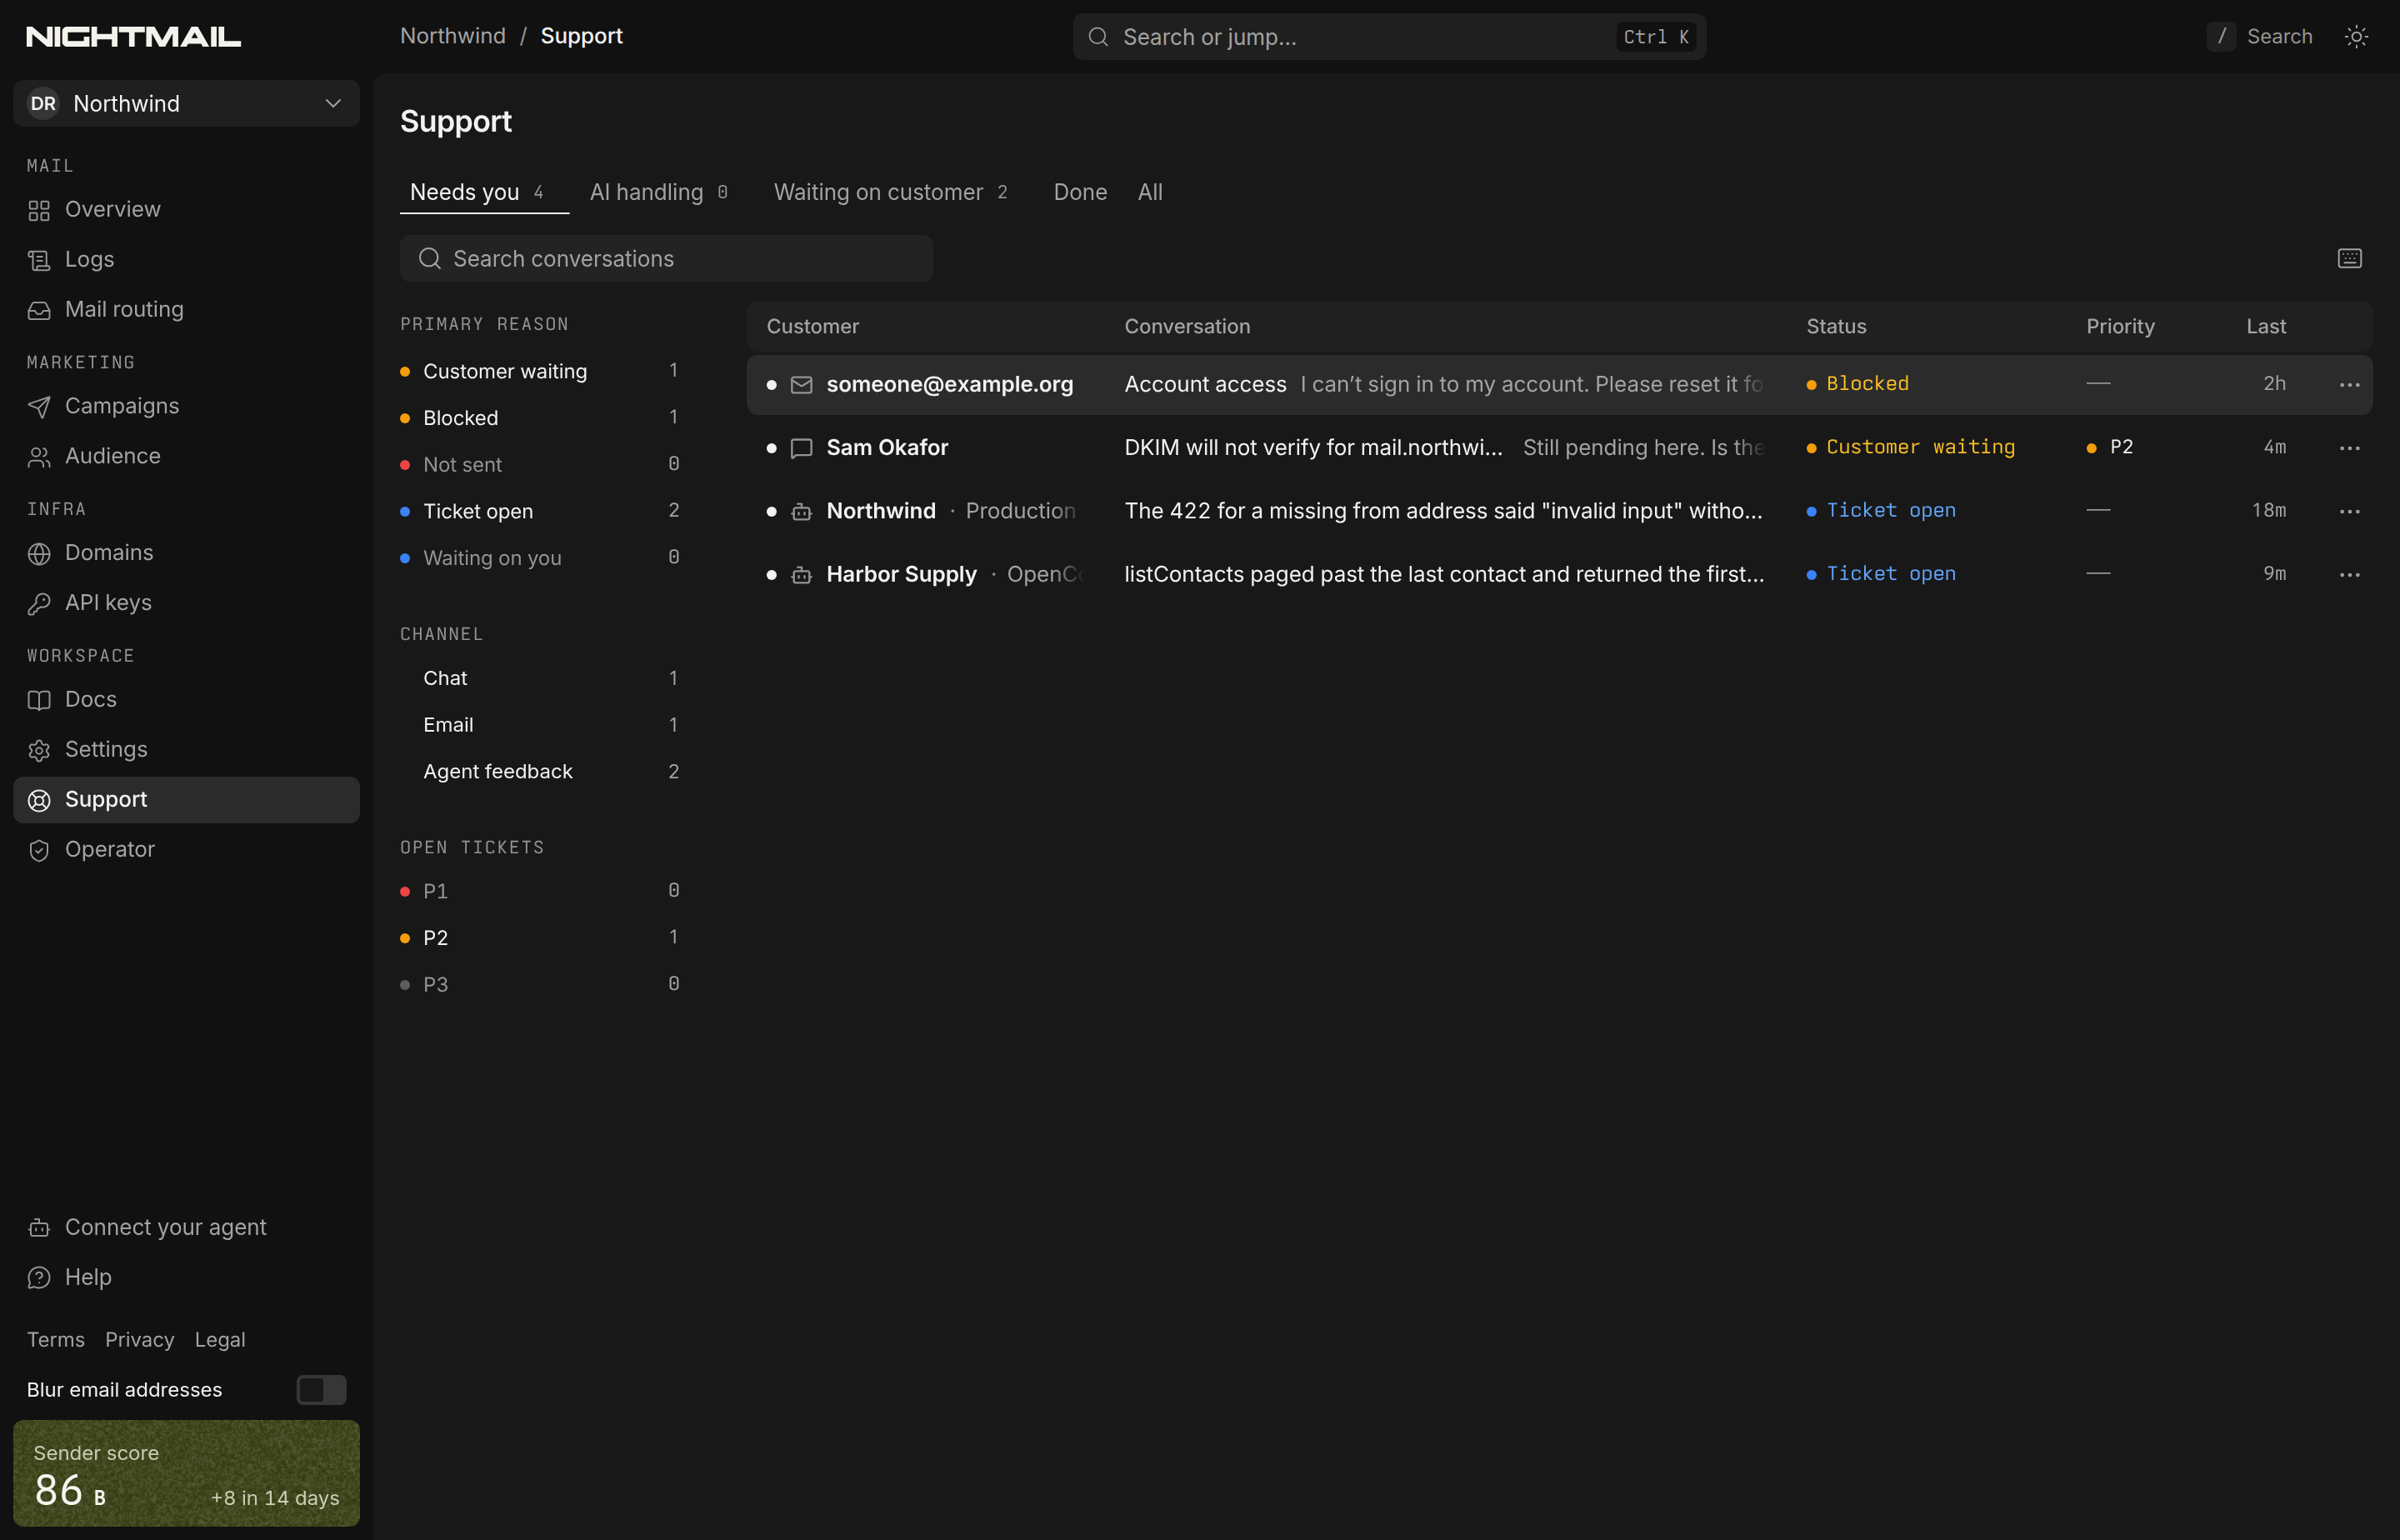 NIGHTMAIL
Northwind / Support
Search or jump... Ctrl K
/ Search
DR Northwind
MAIL
Overview
Logs
Mail routing
MARKETING
Campaigns
Audience
INFRA
Domains
API keys
WORKSPACE
Docs
Settings
Support
Operator
Connect your agent
Help
Terms Privacy Legal
Blur email addresses
Sender score
86 B +8 in 14 days
Support
Needs you 4 AI handling 0 Waiting on customer 2 Done All
Search conversations
PRIMARY REASON
Customer waiting 1
Blocked 1
Not sent 0
Ticket open 2
Waiting on you 0
CHANNEL
Chat 1
Email 1
Agent feedback 2
OPEN TICKETS
P1 0
P2 1
P3 0
Customer Conversation Status Priority Last
someone@example.org Account access I can’t sign in to my account. Please reset it fo Blocked — 2h
Sam Okafor DKIM will not verify for mail.northwi... Still pending here. Is the Customer waiting P2 4m
Northwind · Production The 422 for a missing from address said "invalid input" witho... Ticket open — 18m
Harbor Supply · OpenCo listContacts paged past the last contact and returned the first... Ticket open — 9m